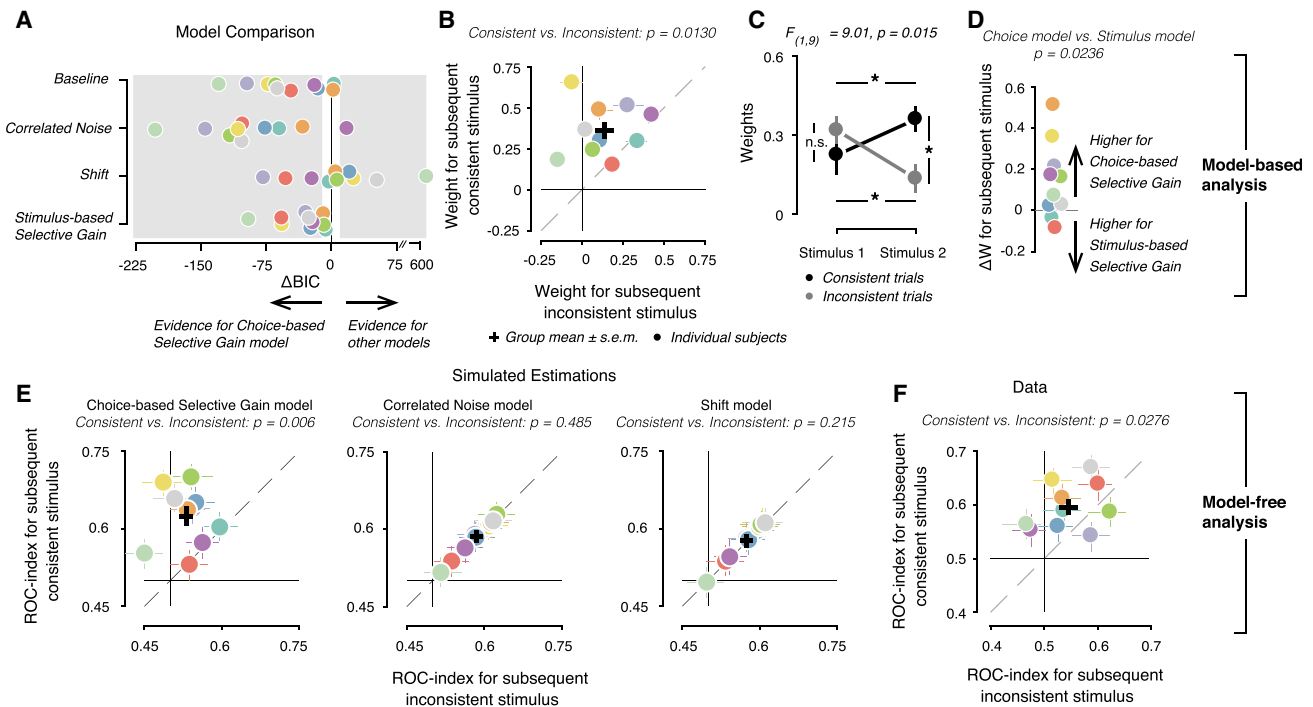 A
Model Comparison
Baseline
Correlated Noise
Shift
Stimulus-based
Selective Gain
-225
-150
-75
0
75
600
ΔBIC
Evidence for Choice-based
Selective Gain model
Evidence for
other models
B
Consistent vs. Inconsistent: p = 0.0130
Weight for subsequent
consistent stimulus
0.75
0.5
0.25
0
-0.25
-0.25
0
0.25
0.5
0.75
Weight for subsequent
inconsistent stimulus
Group mean ± s.e.m.
Individual subjects
C
F(1,9) = 9.01, p = 0.015
Weights
0.6
0.3
0
*
n.s.
*
*
Stimulus 1
Stimulus 2
Consistent trials
Inconsistent trials
D
Choice model vs. Stimulus model
p = 0.0236
ΔW for subsequent stimulus
0.6
0.4
0.2
0
-0.2
Higher for
Choice-based
Selective Gain
Higher for
Stimulus-based
Selective Gain
Model-based
analysis
E
Simulated Estimations
Choice-based Selective Gain model
Consistent vs. Inconsistent: p = 0.006
ROC-index for subsequent
consistent stimulus
0.75
0.6
0.45
0.45
0.6
0.75
Correlated Noise model
Consistent vs. Inconsistent: p = 0.485
0.75
0.6
0.45
0.45
0.6
0.75
Shift model
Consistent vs. Inconsistent: p = 0.215
0.75
0.6
0.45
0.45
0.6
0.75
ROC-index for subsequent
inconsistent stimulus
F
Data
Consistent vs. Inconsistent: p = 0.0276
ROC-index for subsequent
consistent stimulus
0.7
0.6
0.5
0.4
0.4
0.5
0.6
0.7
ROC-index for subsequent
inconsistent stimulus
Model-free
analysis